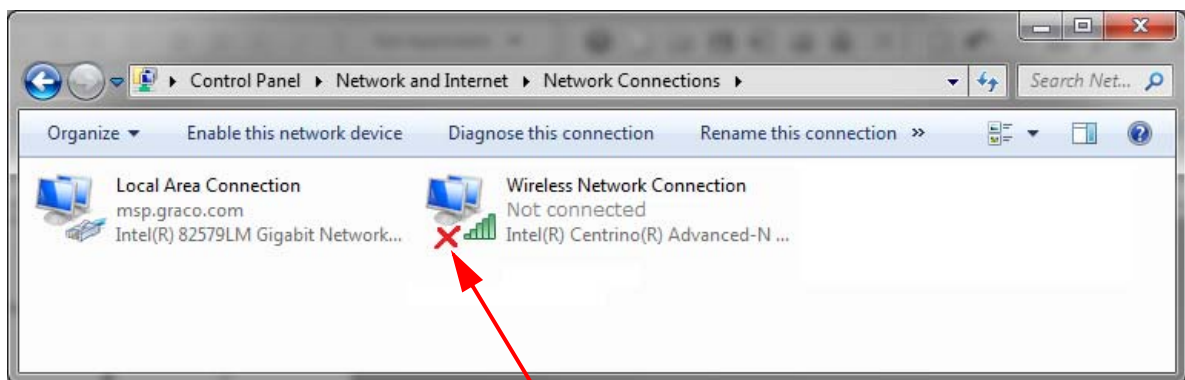 Control Panel Network and Internet Network Connections
Search Net...
Organize Enable this network device Diagnose this connection Rename this connection »
Local Area Connection
msp.graco.com
Intel(R) 82579LM Gigabit Network...
Wireless Network Connection
Not connected
Intel(R) Centrino(R) Advanced-N ...